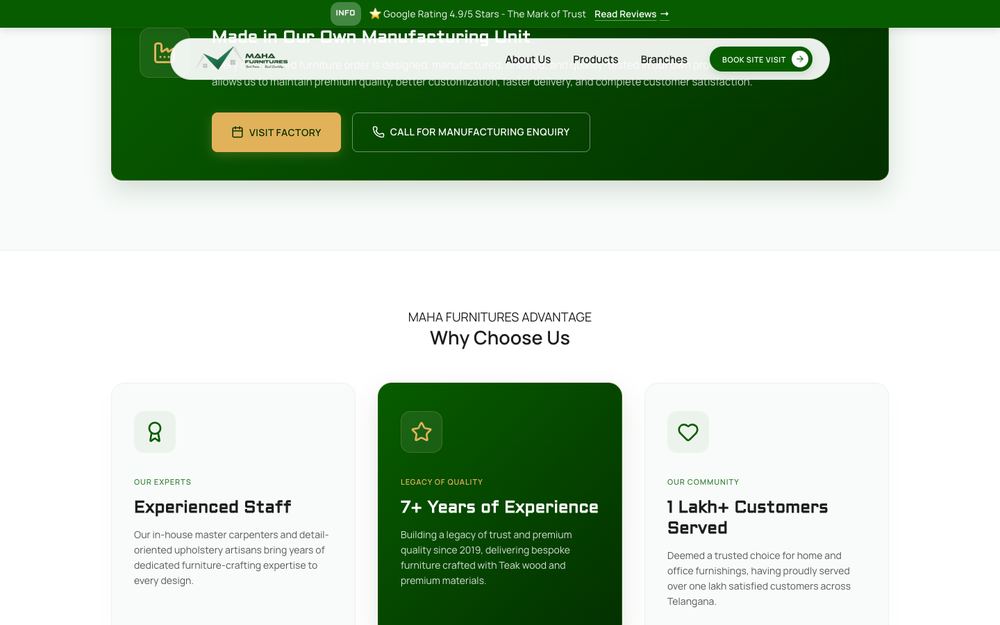 INFO
⭐ Google Rating 4.9/5 Stars - The Mark of Trust Read Reviews →
Made in Our Own Manufacturing Unit
MAHA
FURNITURES
About Us
Products
Branches
BOOK SITE VISIT →
furniture order is designed, manufactured,
allows us to maintain premium quality, better customization, faster delivery, and complete customer satisfaction.
VISIT FACTORY
CALL FOR MANUFACTURING ENQUIRY
MAHA FURNITURES ADVANTAGE
Why Choose Us
OUR EXPERTS
Experienced Staff
Our in-house master carpenters and detail-
oriented upholstery artisans bring years of
dedicated furniture-crafting expertise to
every design.
LEGACY OF QUALITY
7+ Years of Experience
Building a legacy of trust and premium
quality since 2019, delivering bespoke
furniture crafted with Teak wood and
premium materials.
OUR COMMUNITY
1 Lakh+ Customers
Served
Deemed a trusted choice for home and
office furnishings, having proudly served
over one lakh satisfied customers across
Telangana.